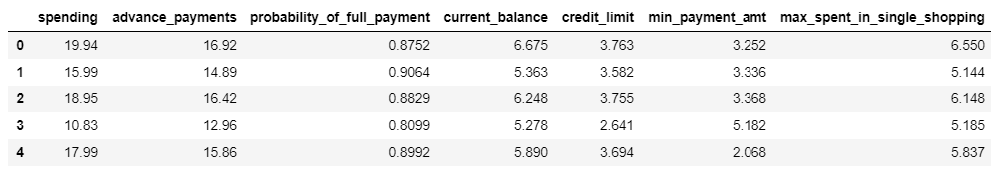 spending advance_payments probability_of_full_payment current_balance credit_limit min_payment_amt max_spent_in_single_shopping
0 19.94 16.92 0.8752 6.675 3.763 3.252 6.550
1 15.99 14.89 0.9064 5.363 3.582 3.336 5.144
2 18.95 16.42 0.8829 6.248 3.755 3.368 6.148
3 10.83 12.96 0.8099 5.278 2.641 5.182 5.185
4 17.99 15.86 0.8992 5.890 3.694 2.068 5.837